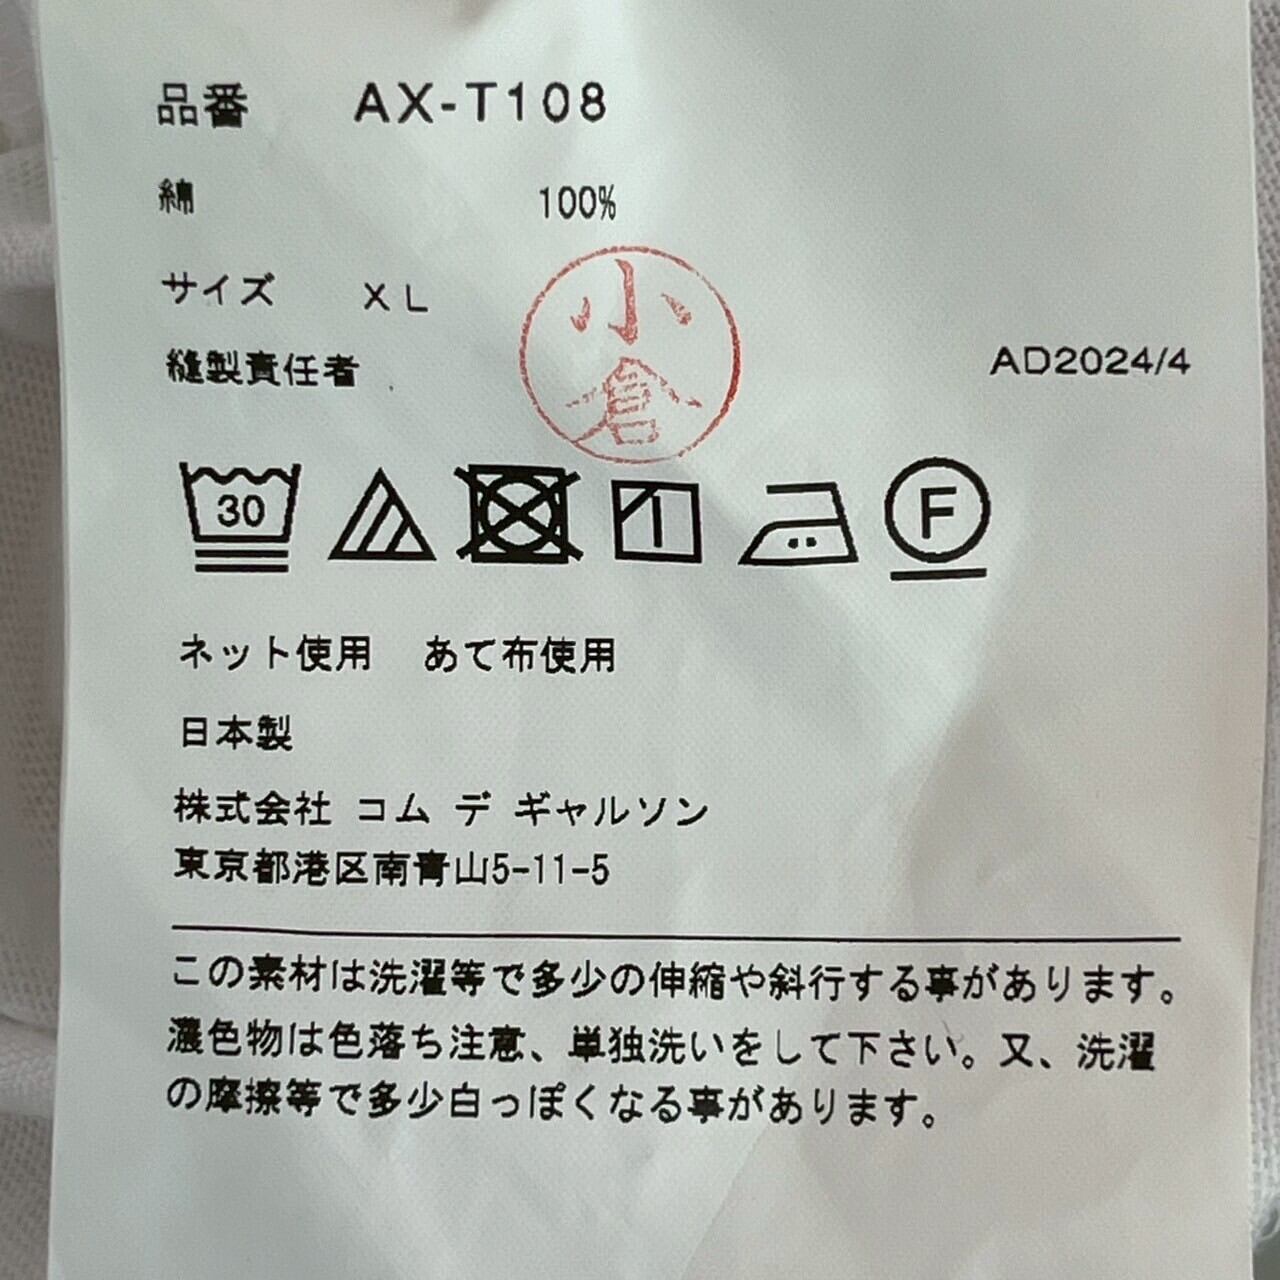 品番 AX-T108
綿 100%
サイズ XL
縫製責任者
小倉
AD2024/4
30
F
ネット使用 あて布使用
日本製
株式会社 コム デ ギャルソン
東京都港区南青山5-11-5
この素材は洗濯等で多少の伸縮や斜行する事があります。
濃色物は色落ち注意、単独洗いをして下さい。又、洗濯
の摩擦等で多少白っぽくなる事があります。